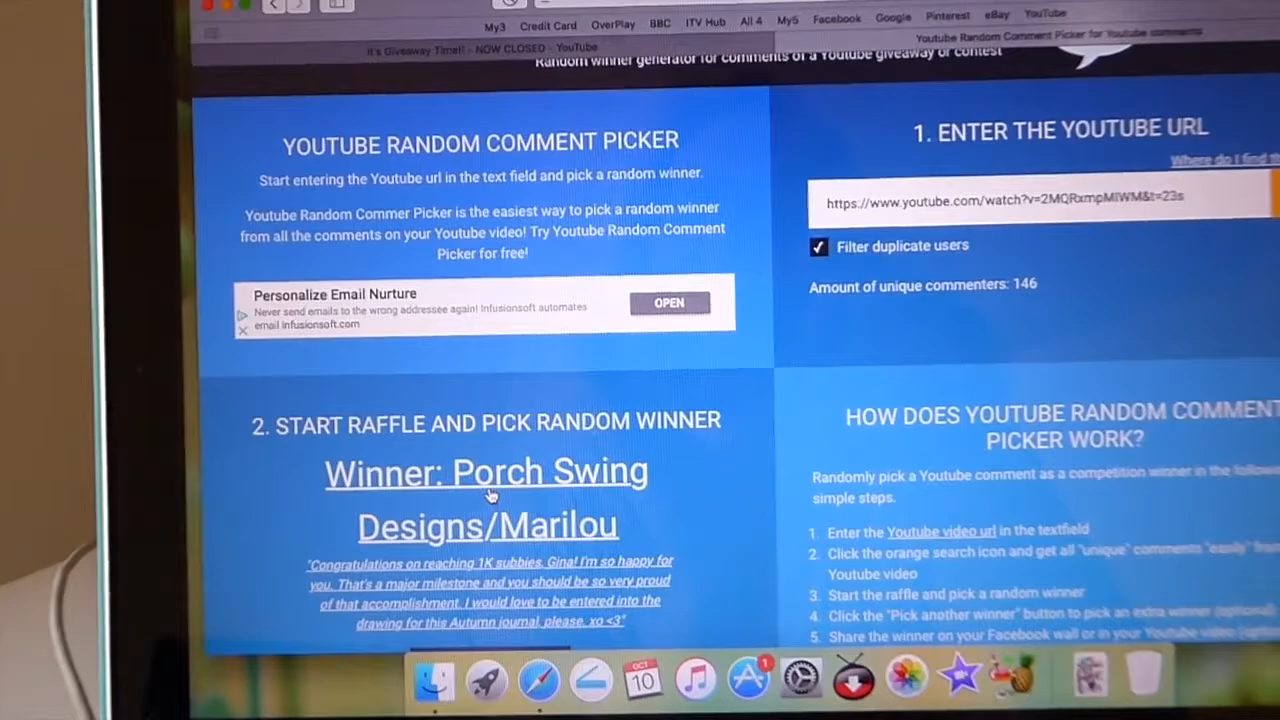 My3 Credit Card OverPlay BBC ITV Hub All 4 My5 Facebook Google Pinterest eBay YouTube
It's Giveaway Time!! - NOW CLOSED - YouTube
Youtube Random Comment Picker for Youtube comments
Random winner generator for comments of a Youtube giveaway or contest
YOUTUBE RANDOM COMMENT PICKER
Start entering the Youtube url in the text field and pick a random winner.
Youtube Random Commer Picker is the easiest way to pick a random winner
from all the comments on your Youtube video! Try Youtube Random Comment
Picker for free!
Personalize Email Nurture
Never send emails to the wrong addressee again! Infusionsoft automates
email infusionsoft.com
OPEN
1. ENTER THE YOUTUBE URL
Where do I find
https://www.youtube.com/watch?v=2MQRxmpMIWM&t=23s
Filter duplicate users
Amount of unique commenters: 146
2. START RAFFLE AND PICK RANDOM WINNER
Winner: Porch Swing
Designs/Marilou
"Congratulations on reaching 1K subbies, Gina! I'm so happy for
you. That's a major milestone and you should be so very proud
of that accomplishment. I would love to be entered into the
drawing for this Autumn journal, please. xo <3"
HOW DOES YOUTUBE RANDOM COMMENT
PICKER WORK?
Randomly pick a Youtube comment as a competition winner in the
simple steps.
1. Enter the Youtube video url in the textfield
2. Click the orange search icon and get all "unique" comments "easily"
Youtube video
3. Start the raffle and pick a random winner
4. Click the "Pick another winner" button to pick an extra winner
5. Share the winner on your Facebook wall or in your Youtube video
OCT
10
1